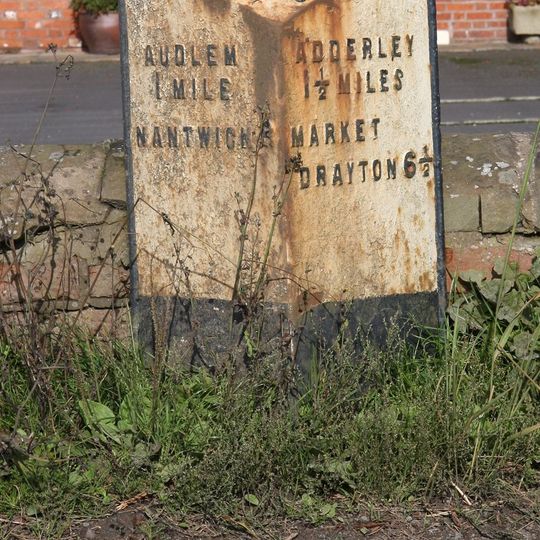 AUDLEM
1 MILE
NANTWICH
ADDERLEY
1½ MILES
MARKET
DRAYTON 6½